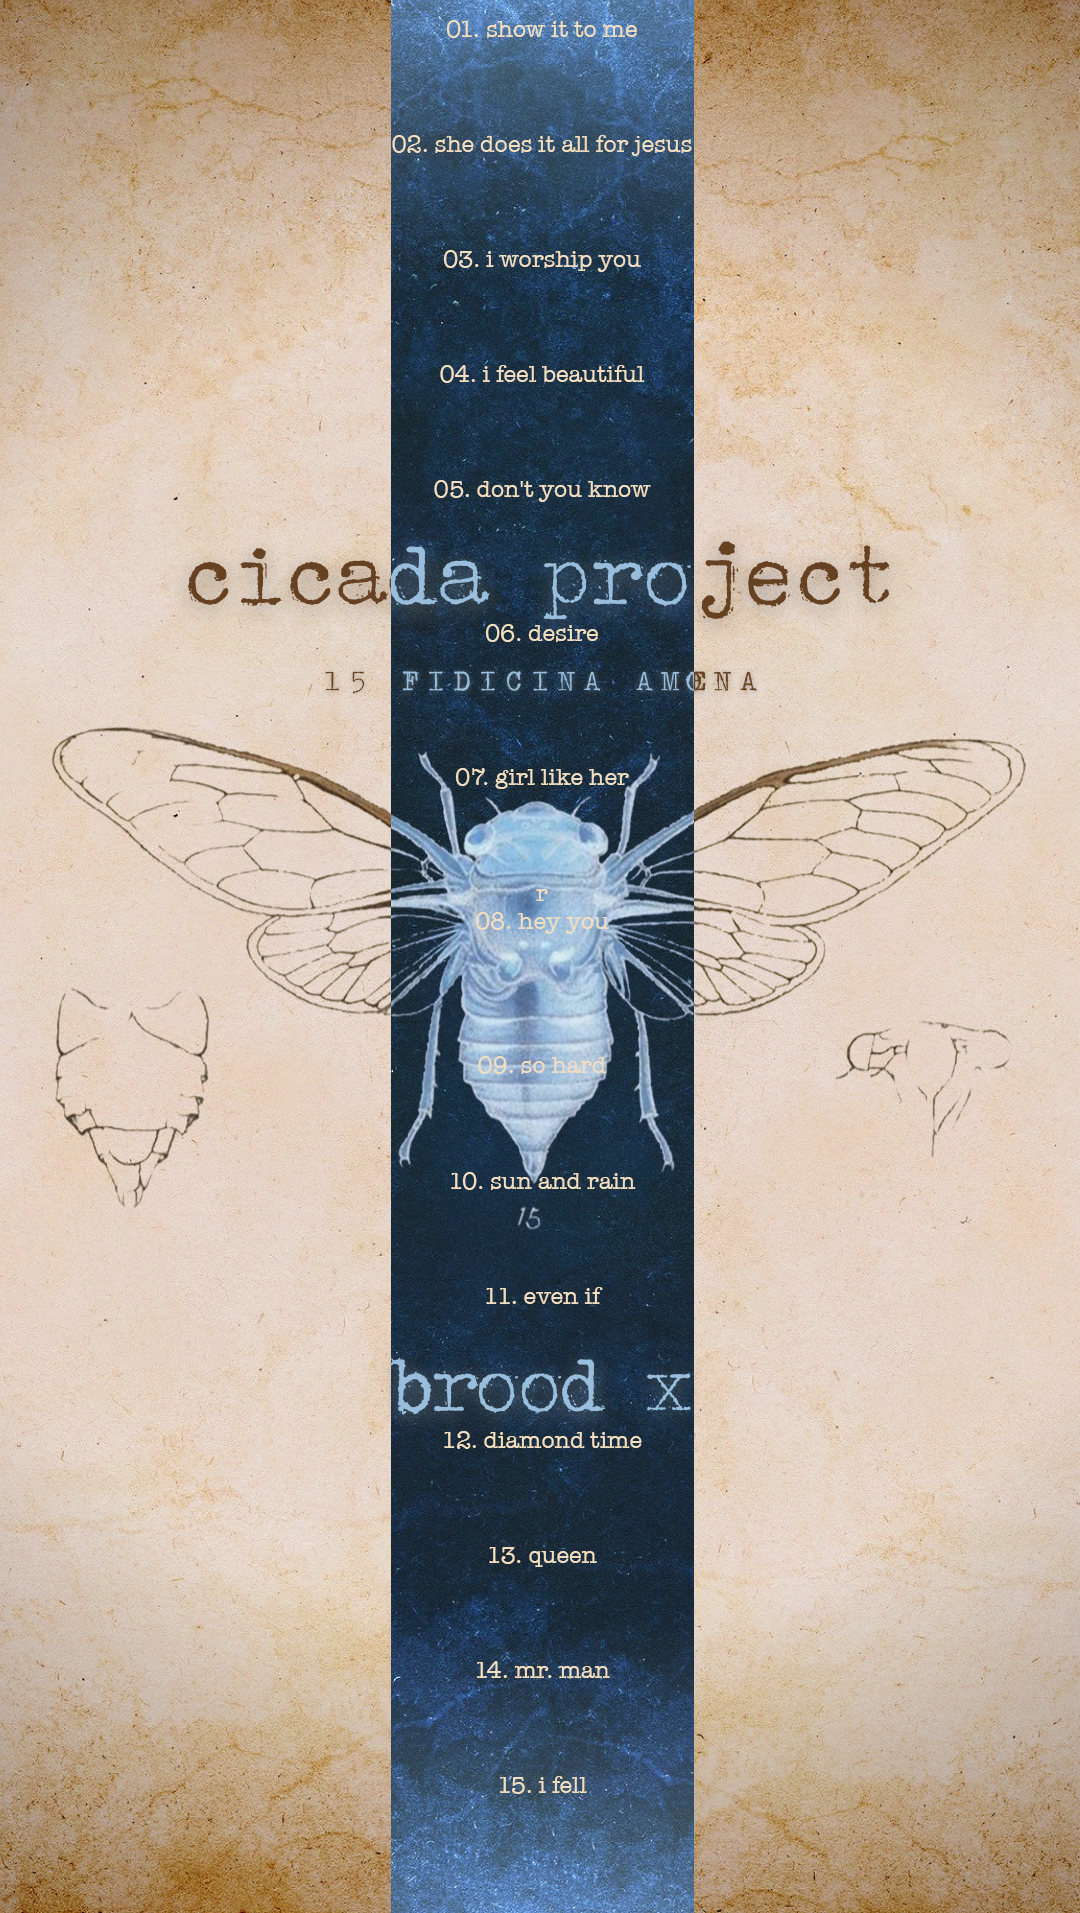 01. show it to me
02. she does it all for jesus
03. i worship you
04. i feel beautiful
05. don't you know
cicada project
06. desire
15 FIDICINA AMENA
07. girl like her
r
08. hey you
09. so hard
10. sun and rain
15
11. even if
brood x
12. diamond time
13. queen
14. mr. man
15. i fell